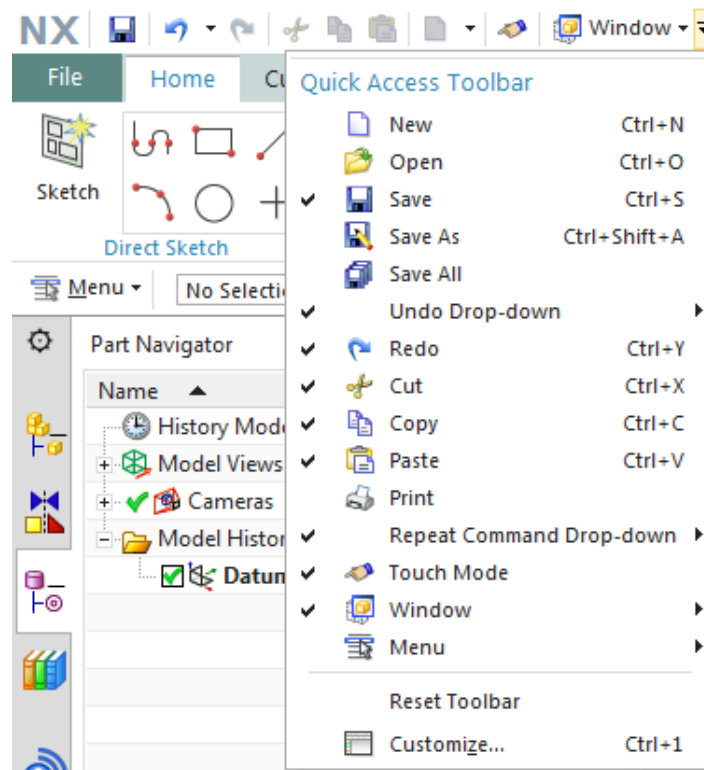 NX Window
File Home Cu
Quick Access Toolbar
New Ctrl+N
Open Ctrl+O
Save Ctrl+S
Save As Ctrl+Shift+A
Save All
Undo Drop-down
Redo Ctrl+Y
Cut Ctrl+X
Copy Ctrl+C
Paste Ctrl+V
Print
Repeat Command Drop-down
Touch Mode
Window
Menu
Reset Toolbar
Customize... Ctrl+1
Sketch
Direct Sketch
Menu No Selecti
Part Navigator
Name
History Mode
Model Views
Cameras
Model Histor
Datun